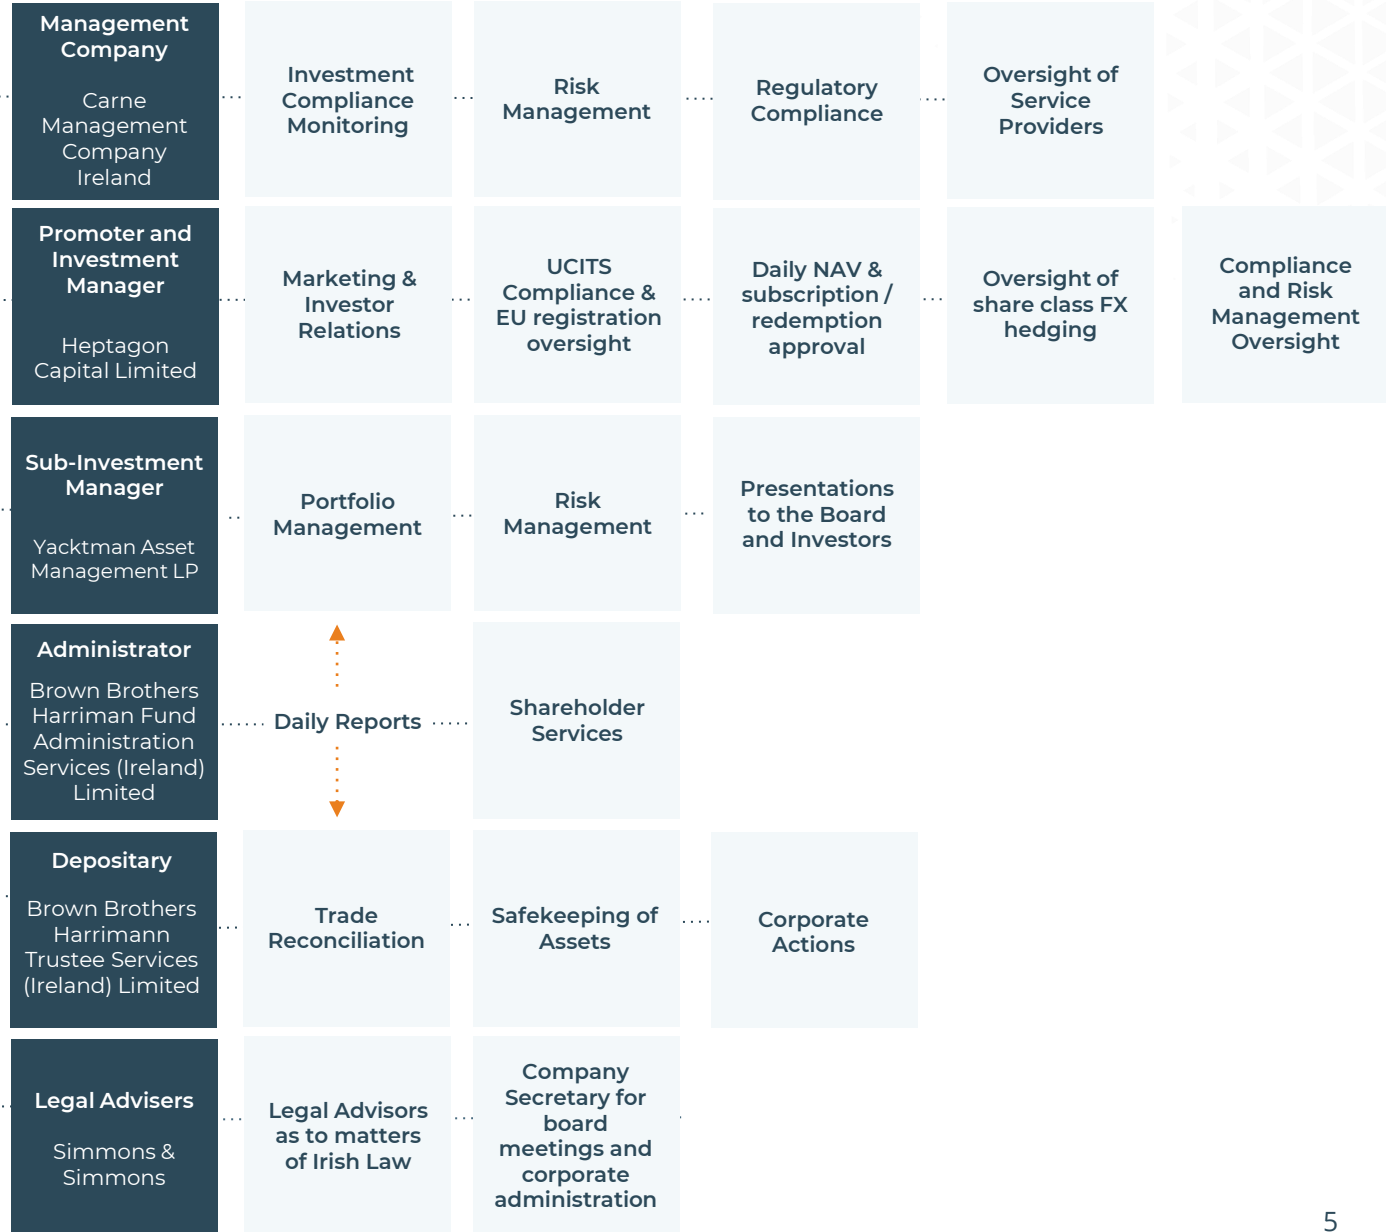 Management
Company
Carne
Management
Company
Ireland
Investment
Compliance
Monitoring
Risk
Management
Regulatory
Compliance
Oversight of
Service
Providers
Promoter and
Investment
Manager
Heptagon
Capital Limited
Marketing &
Investor
Relations
UCITS
Compliance &
EU registration
oversight
Daily NAV &
subscription /
redemption
approval
Oversight of
share class FX
hedging
Compliance
and Risk
Management
Oversight
Sub-Investment
Manager
Yacktman Asset
Management LP
Portfolio
Management
Risk
Management
Presentations
to the Board
and Investors
Administrator
Brown Brothers
Harriman Fund
Administration
Services (Ireland)
Limited
Daily Reports
Shareholder
Services
Depositary
Brown Brothers
Harrimann
Trustee Services
(Ireland) Limited
Trade
Reconciliation
Safekeeping of
Assets
Corporate
Actions
Legal Advisers
Simmons &
Simmons
Legal Advisors
as to matters
of Irish Law
Company
Secretary for
board
meetings and
corporate
administration
5